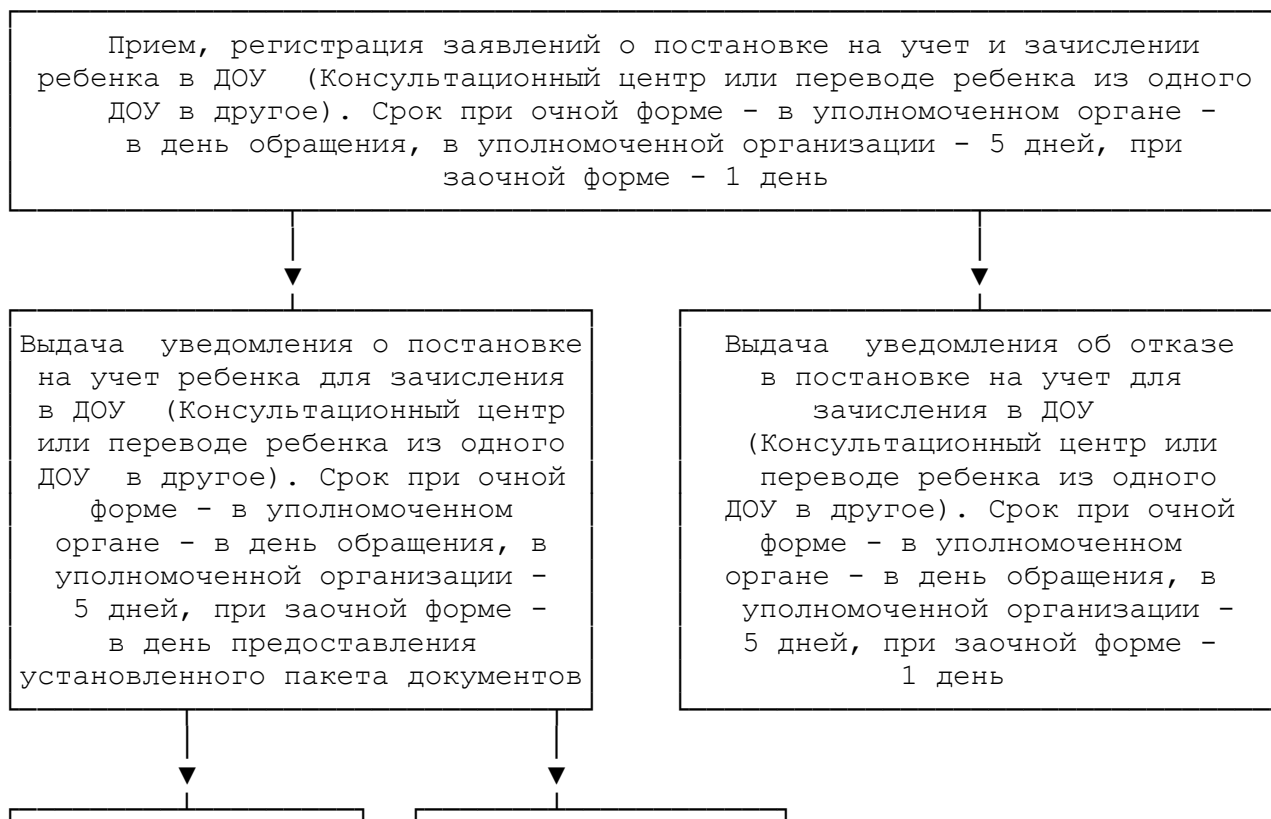 Прием, регистрация заявлений о постановке на учет и зачислении
ребенка в ДОУ (Консультационный центр или переводе ребенка из одного
ДОУ в другое). Срок при очной форме - в уполномоченном органе -
в день обращения, в уполномоченной организации - 5 дней, при
заочной форме - 1 день
Выдача уведомления о постановке
на учет ребенка для зачисления
в ДОУ (Консультационный центр
или переводе ребенка из одного
ДОУ в другое). Срок при очной
форме - в уполномоченном
органе - в день обращения, в
уполномоченной организации -
5 дней, при заочной форме -
в день предоставления
установленного пакета документов
Выдача уведомления об отказе
в постановке на учет для
зачисления в ДОУ
(Консультационный центр или
переводе ребенка из одного
ДОУ в другое). Срок при очной
форме - в уполномоченном
органе - в день обращения, в
уполномоченной организации -
5 дней, при заочной форме -
1 день